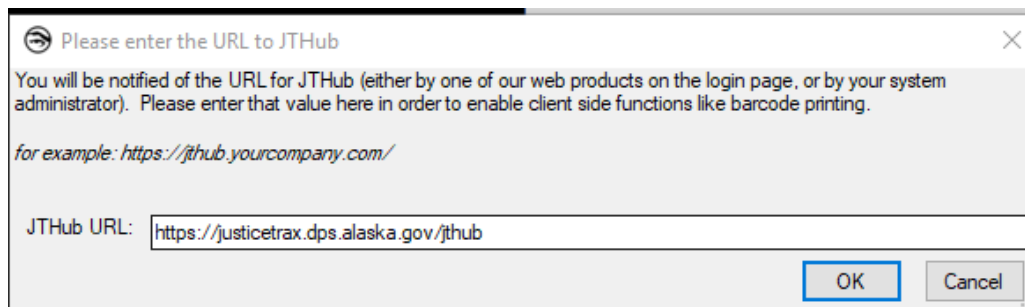 Please enter the URL to JTHub
You will be notified of the URL for JTHub (either by one of our web products on the login page, or by your system
administrator). Please enter that value here in order to enable client side functions like barcode printing.
for example: https://jthub.yourcompany.com/
JTHub URL: https://justicetrax.dps.alaska.gov/jthub
OK Cancel